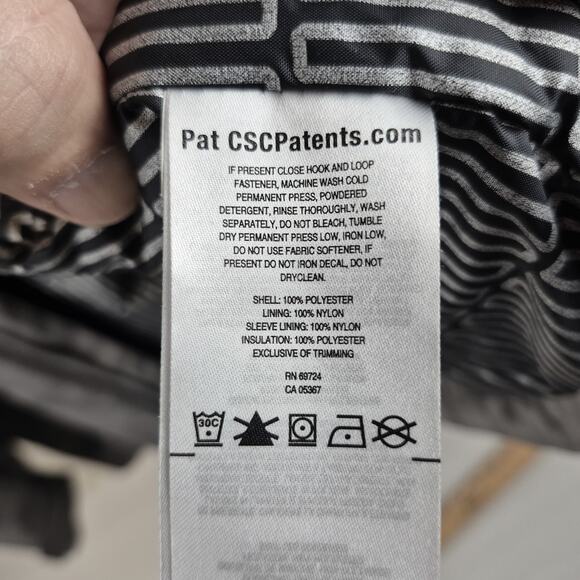 Pat CSCPatents.com
IF PRESENT CLOSE HOOK AND LOOP
FASTENER, MACHINE WASH COLD
PERMANENT PRESS, POWDERED
DETERGENT, RINSE THOROUGHLY, WASH
SEPARATELY, DO NOT BLEACH, TUMBLE
DRY PERMANENT PRESS LOW, IRON LOW,
DO NOT USE FABRIC SOFTENER, IF
PRESENT DO NOT IRON DECAL, DO NOT
DRYCLEAN.
SHELL: 100% POLYESTER
LINING: 100% NYLON
SLEEVE LINING: 100% NYLON
INSULATION: 100% POLYESTER
EXCLUSIVE OF TRIMMING
RN 69724
CA 05367
30C